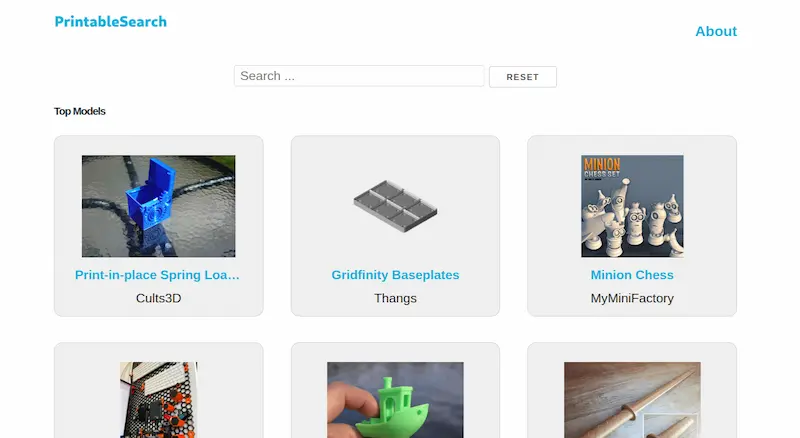 PrintableSearch
About
Search ...
RESET
Top Models
MINION
CHESS SET
Print-in-place Spring Loa...
Gridfinity Baseplates
Minion Chess
Cults3D
Thangs
MyMiniFactory